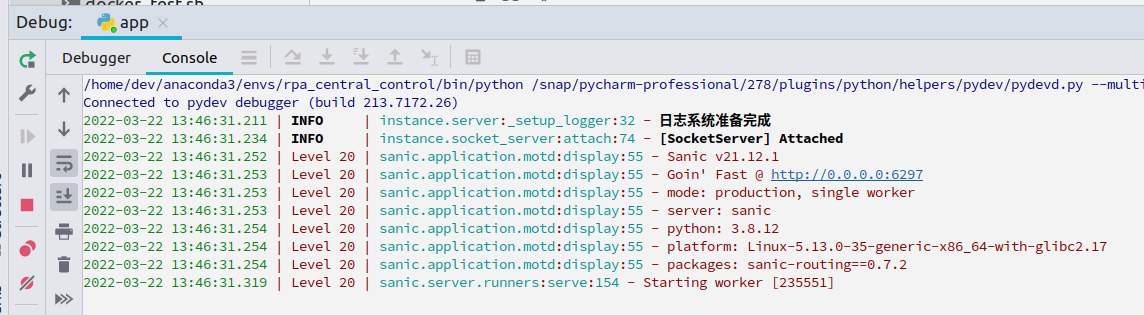 Debug: app
Debugger Console
/home/dev/anaconda3/envs/rpa_central_control/bin/python /snap/pycharm-professional/278/plugins/python/helpers/pydev/pydevd.py --multi
Connected to pydev debugger (build 213.7172.26)
2022-03-22 13:46:31.211 | INFO     | instance.server:_setup_logger:32 - 日志系统准备完成
2022-03-22 13:46:31.234 | INFO     | instance.socket_server:attach:74 - [SocketServer] Attached
2022-03-22 13:46:31.252 | Level 20 | sanic.application.motd:display:55 - Sanic v21.12.1
2022-03-22 13:46:31.253 | Level 20 | sanic.application.motd:display:55 - Goin' Fast @ http://0.0.0.0:6297
2022-03-22 13:46:31.253 | Level 20 | sanic.application.motd:display:55 - mode: production, single worker
2022-03-22 13:46:31.253 | Level 20 | sanic.application.motd:display:55 - server: sanic
2022-03-22 13:46:31.254 | Level 20 | sanic.application.motd:display:55 - python: 3.8.12
2022-03-22 13:46:31.254 | Level 20 | sanic.application.motd:display:55 - platform: Linux-5.13.0-35-generic-x86_64-with-glibc2.17
2022-03-22 13:46:31.254 | Level 20 | sanic.application.motd:display:55 - packages: sanic-routing==0.7.2
2022-03-22 13:46:31.319 | Level 20 | sanic.server.runners:serve:154 - Starting worker [235551]